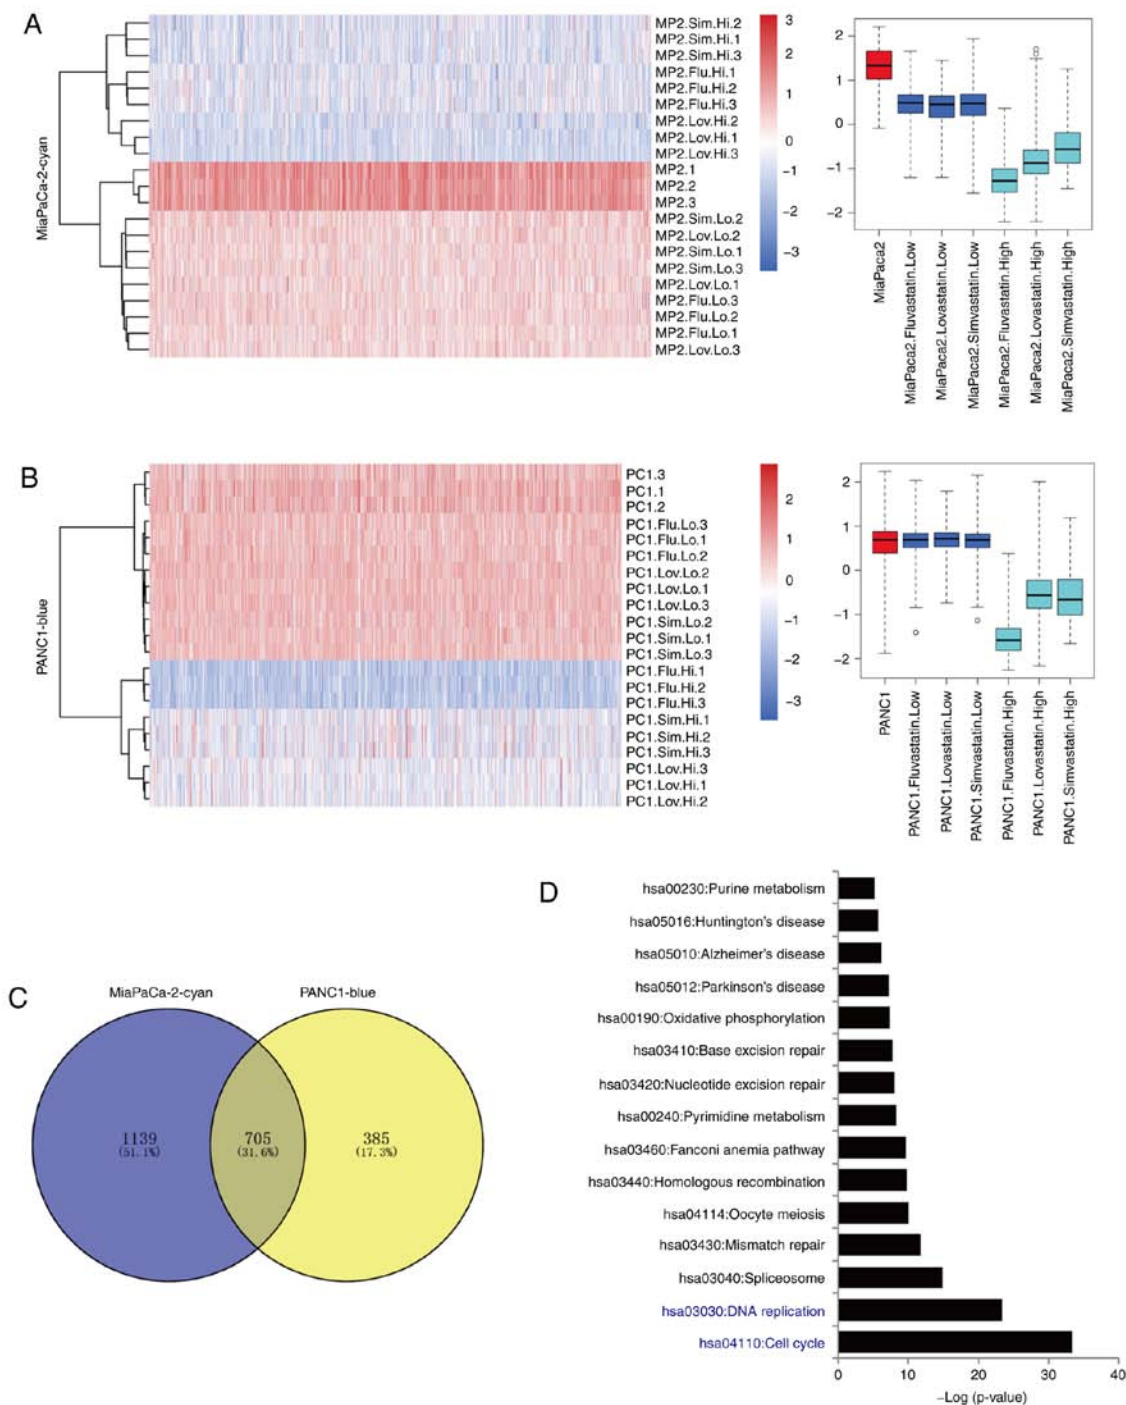 A
MiaPaCa-2-cyan
MP2.Sim.Hi.2
MP2.Sim.Hi.1
MP2.Sim.Hi.3
MP2.Flu.Hi.1
MP2.Flu.Hi.2
MP2.Flu.Hi.3
MP2.Lov.Hi.2
MP2.Lov.Hi.1
MP2.Lov.Hi.3
MP2.1
MP2.2
MP2.3
MP2.Sim.Lo.2
MP2.Lov.Lo.2
MP2.Sim.Lo.1
MP2.Sim.Lo.3
MP2.Lov.Lo.1
MP2.Flu.Lo.3
MP2.Flu.Lo.2
MP2.Flu.Lo.1
MP2.Lov.Lo.3
3
2
1
0
−1
−2
−3
2
1
0
−1
−2
MiaPaca2
MiaPaca2.Fluvastatin.Low
MiaPaca2.Lovastatin.Low
MiaPaca2.Simvastatin.Low
MiaPaca2.Fluvastatin.High
MiaPaca2.Lovastatin.High
MiaPaca2.Simvastatin.High
B
PANC1-blue
PC1.3
PC1.1
PC1.2
PC1.Flu.Lo.3
PC1.Flu.Lo.1
PC1.Flu.Lo.2
PC1.Lov.Lo.2
PC1.Lov.Lo.1
PC1.Lov.Lo.3
PC1.Sim.Lo.2
PC1.Sim.Lo.1
PC1.Sim.Lo.3
PC1.Flu.Hi.1
PC1.Flu.Hi.2
PC1.Flu.Hi.3
PC1.Sim.Hi.1
PC1.Sim.Hi.2
PC1.Sim.Hi.3
PC1.Lov.Hi.3
PC1.Lov.Hi.1
PC1.Lov.Hi.2
2
1
0
−1
−2
−3
2
1
0
−1
−2
PANC1
PANC1.Fluvastatin.Low
PANC1.Lovastatin.Low
PANC1.Simvastatin.Low
PANC1.Fluvastatin.High
PANC1.Lovastatin.High
PANC1.Simvastatin.High
C
MiaPaCa-2-cyan
PANC1-blue
1139
(51.1%)
705
(31.6%)
385
(17.3%)
D
hsa00230:Purine metabolism
hsa05016:Huntington's disease
hsa05010:Alzheimer's disease
hsa05012:Parkinson's disease
hsa00190:Oxidative phosphorylation
hsa03410:Base excision repair
hsa03420:Nucleotide excision repair
hsa00240:Pyrimidine metabolism
hsa03460:Fanconi anemia pathway
hsa03440:Homologous recombination
hsa04114:Oocyte meiosis
hsa03430:Mismatch repair
hsa03040:Spliceosome
hsa03030:DNA replication
hsa04110:Cell cycle
0 10 20 30 40
−Log (p-value)